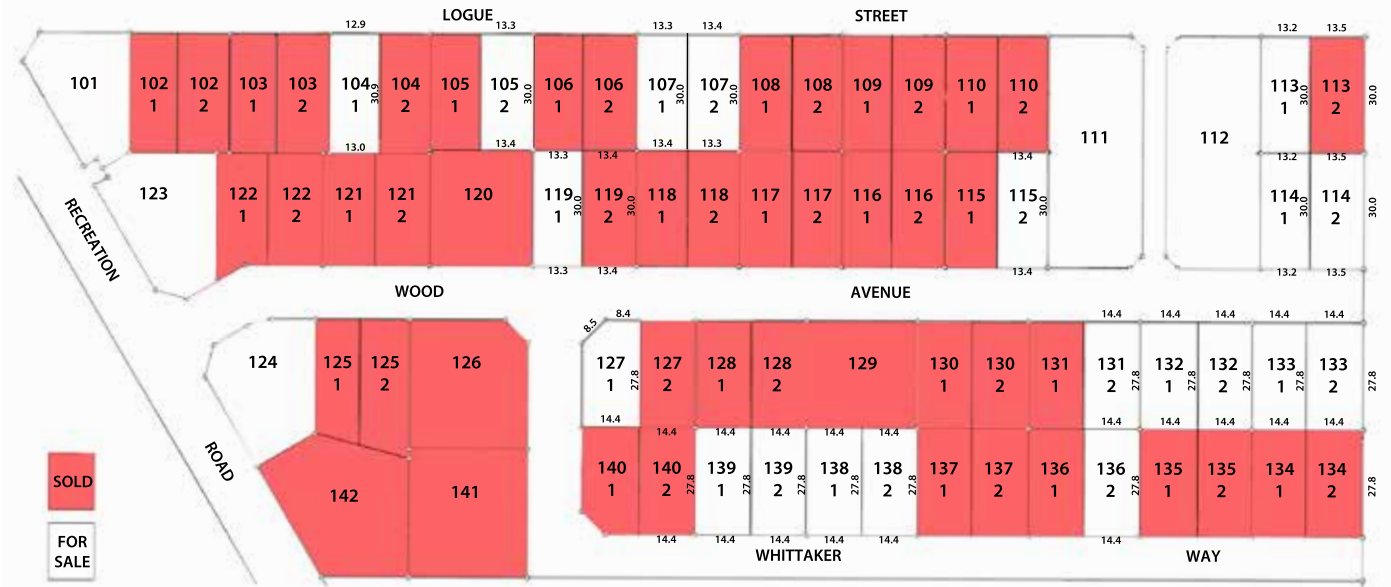 LOGUE STREET
12.9 13.3 13.3 13.4 13.2 13.5
101 102 102 103 103 104 104 105 105 106 106 107 107 108 108 109 109 110 110 111 112 113 113
1 2 1 2 1 2 1 2 1 2 1 2 1 2 1 2 1 2 1 2
30.9 30.0 30.0 30.0 30.0 30.0
13.0 13.4 13.4 13.3
13.3 13.4 13.4 13.2 13.5
123 122 122 121 121 120 119 119 118 118 117 117 116 116 115 115 114 114
1 2 1 2 1 2 1 2 1 2 1 2 1 2 1 2
30.0 30.0 30.0 30.0 30.0
13.3 13.4 13.4 13.2 13.5
RECREATION
WOOD AVENUE
8.5 8.4 14.4 14.4 14.4 14.4 14.4
124 125 125 126 127 127 128 128 129 130 130 131 131 132 132 133 133
1 2 1 2 1 2 1 2 1 2 1 2 1 2
27.8 27.8 27.8 27.8 27.8 27.8
14.4 14.4 14.4 14.4 14.4 14.4
14.4 14.4 14.4 14.4 14.4
ROAD
142 141 140 140 139 139 138 138 137 137 136 136 135 135 134 134
1 2 1 2 1 2 1 2 1 2 1 2 1 2
27.8 27.8 27.8 27.8 27.8 27.8
14.4 14.4 14.4 14.4 14.4 14.4
WHITTAKER WAY
SOLD
FOR
SALE